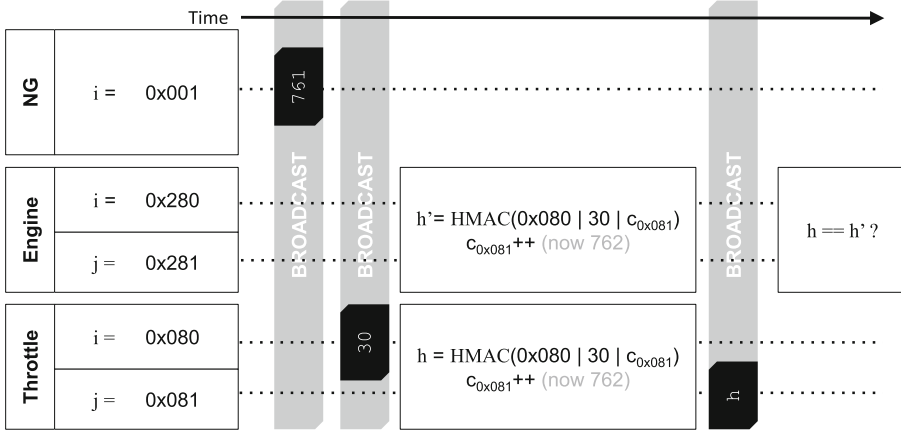 Time
NG
i = 0x001
761
BROADCAST
BROADCAST
BROADCAST
Engine
i = 0x280
j = 0x281
h’= HMAC(0x080 | 30 | c0x081)
c0x081++ (now 762)
h == h’ ?
Throttle
i = 0x080
j = 0x081
30
h = HMAC(0x080 | 30 | c0x081)
c0x081++ (now 762)
h